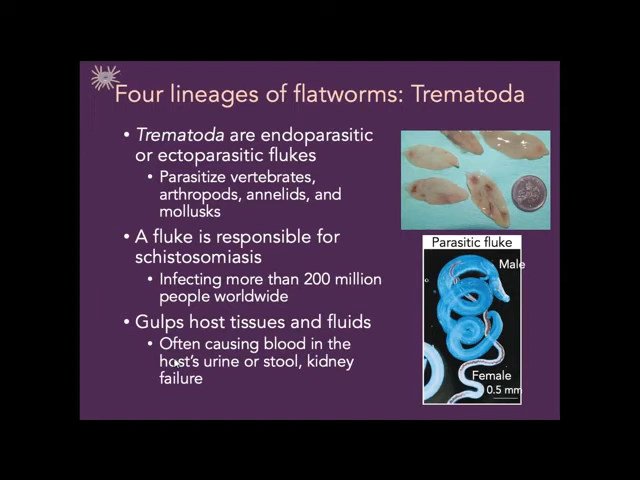 Four lineages of flatworms: Trematoda
• Trematoda are endoparasitic
or ectoparasitic flukes
• Parasitize vertebrates,
arthropods, annelids, and
mollusks
• A fluke is responsible for
schistosomiasis
• Infecting more than 200 million
people worldwide
• Gulps host tissues and fluids
• Often causing blood in the
host's urine or stool, kidney
failure
Parasitic fluke
Male
Female
0.5 mm